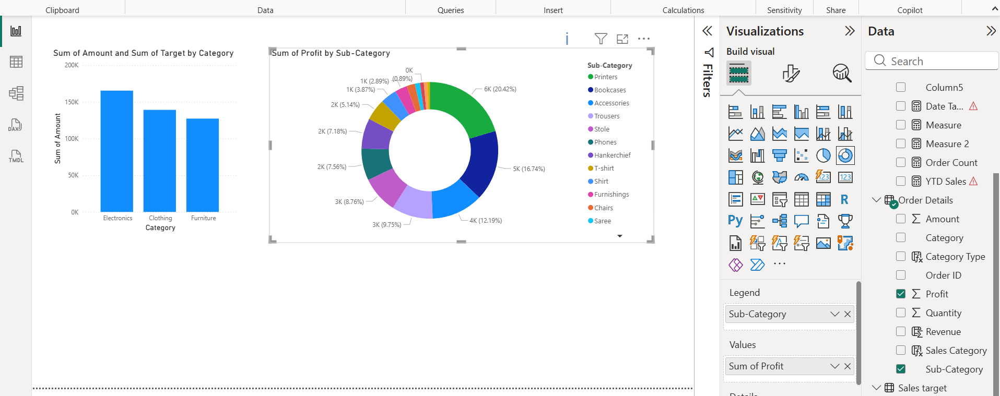 Clipboard Data Queries Insert Calculations Sensitivity Share Copilot
Sum of Amount and Sum of Target by Category
200K
150K
100K
50K
0K
Sum of Amount
Electronics Clothing Furniture
Category
Sum of Profit by Sub-Category
0K
(0.89%)
1K (2.89%)
1K (3.87%)
2K (5.14%)
2K (7.18%)
2K (7.56%)
3K (8.76%)
3K (9.75%)
4K (12.19%)
5K (16.74%)
6K (20.42%)
Sub-Category
Printers
Bookcases
Accessories
Trousers
Stole
Phones
Hankerchief
T-shirt
Shirt
Furnishings
Chairs
Saree
DAX
TMDL
Filters
Visualizations
Build visual
123
123
R
Py
Legend
Sub-Category
Values
Sum of Profit
Data
Search
Column5
Date Ta...
Measure
Measure 2
Order Count
YTD Sales
Order Details
Amount
Category
Category Type
Order ID
Profit
Quantity
Revenue
Sales Category
Sub-Category
Sales target